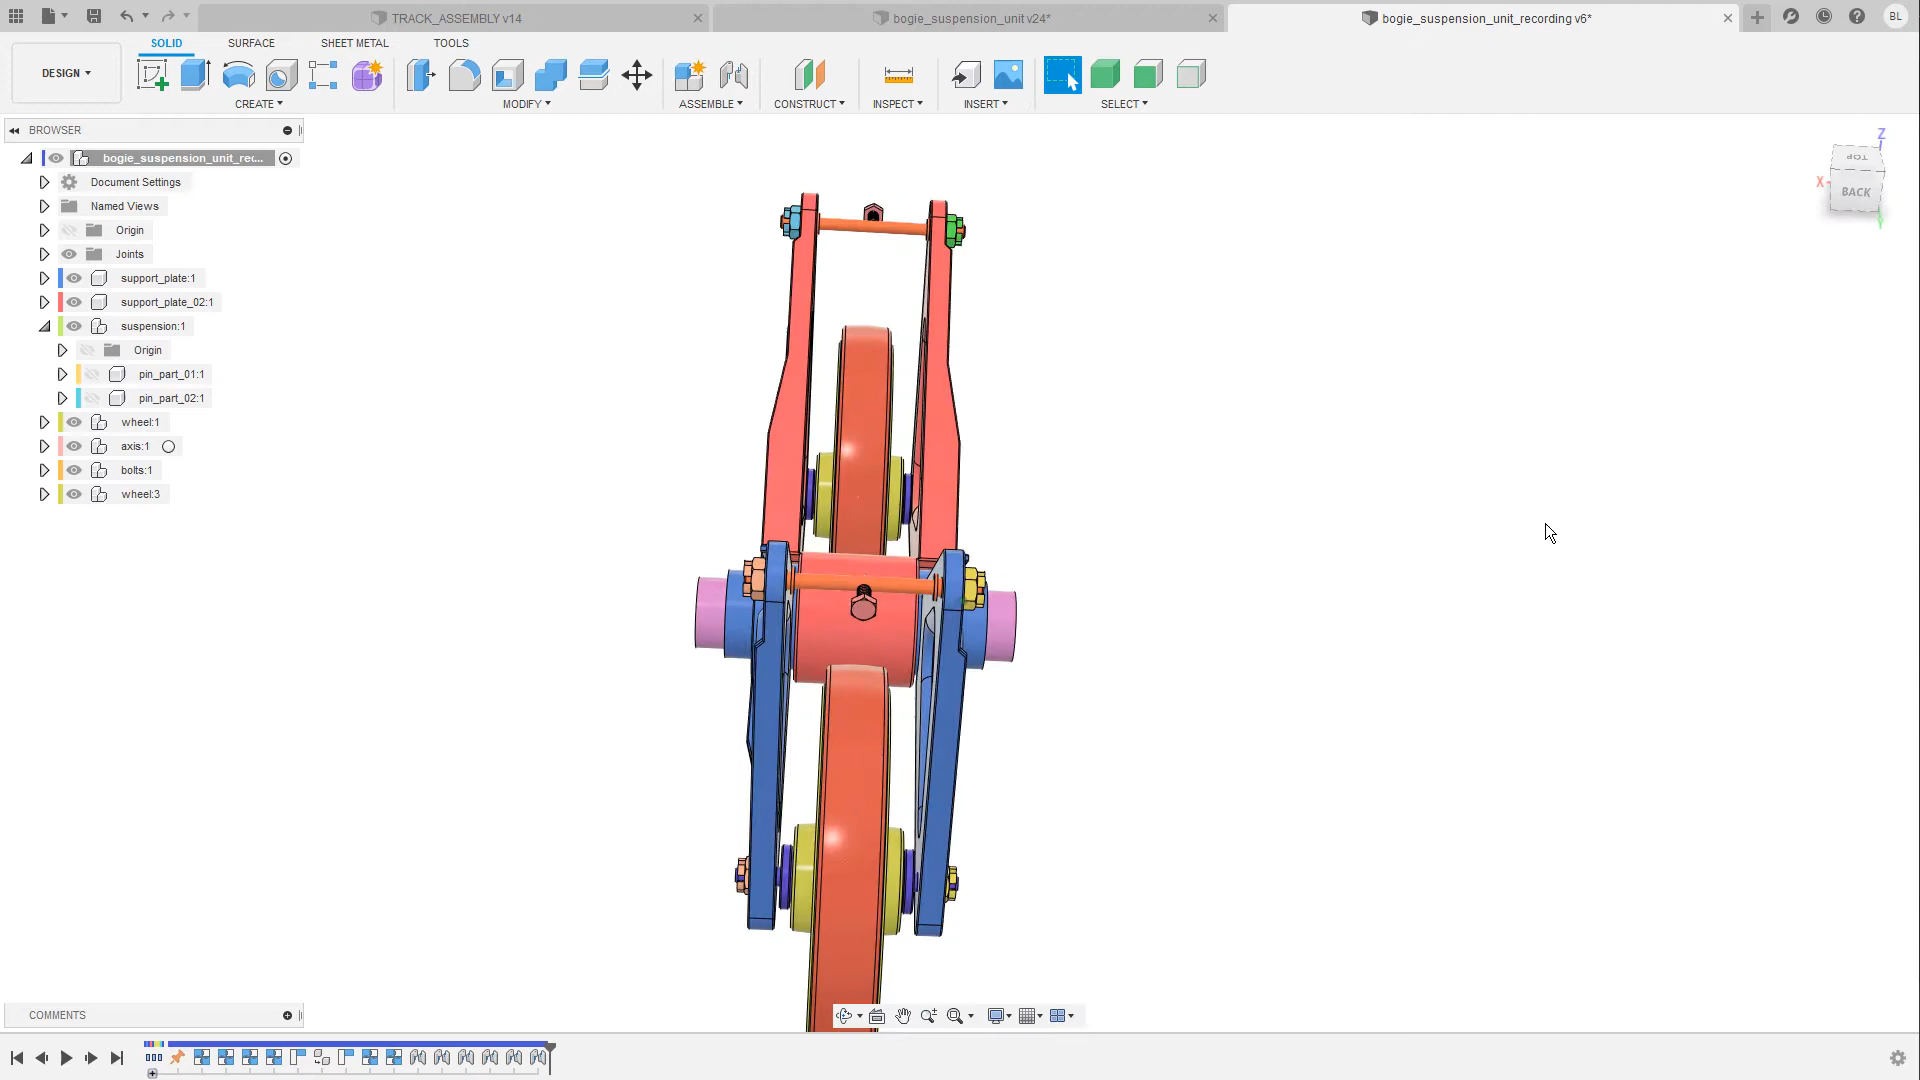 TRACK_ASSEMBLY v14
bogie_suspension_unit v24*
bogie_suspension_unit_recording v6*
BL
SOLID
SURFACE
SHEET METAL
TOOLS
DESIGN
CREATE
MODIFY
ASSEMBLE
CONSTRUCT
INSPECT
INSERT
SELECT
BROWSER
bogie_suspension_unit_rec...
Document Settings
Named Views
Origin
Joints
support_plate:1
support_plate_02:1
suspension:1
Origin
pin_part_01:1
pin_part_02:1
wheel:1
axis:1
bolts:1
wheel:3
Z
TOP
X
BACK
Y
COMMENTS